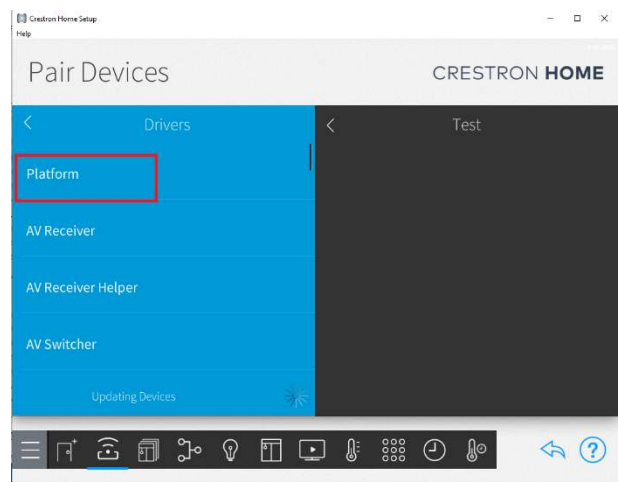 Crestron Home Setup
Help
Pair Devices
CRESTRON HOME
Drivers
Test
Platform
AV Receiver
AV Receiver Helper
AV Switcher
Updating Devices
?